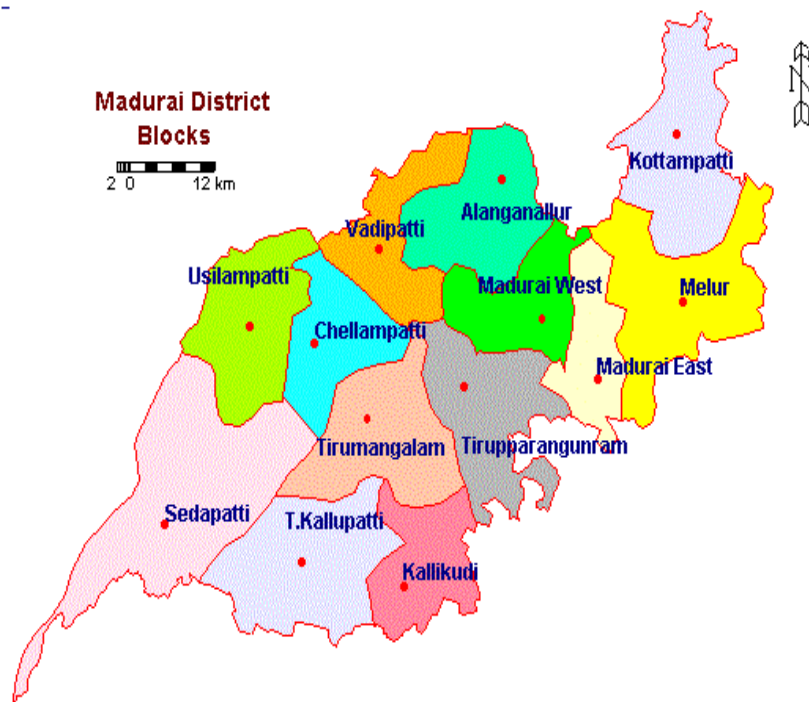 Madurai District
Blocks
2 0 12 km
N
Kottampatti
Alanganallur
Vadipatti
Usilampatti
Madurai West
Melur
Chellampatti
Madurai East
Tirumangalam
Tirupparangunram
Sedapatti
T.Kallupatti
Kallikudi